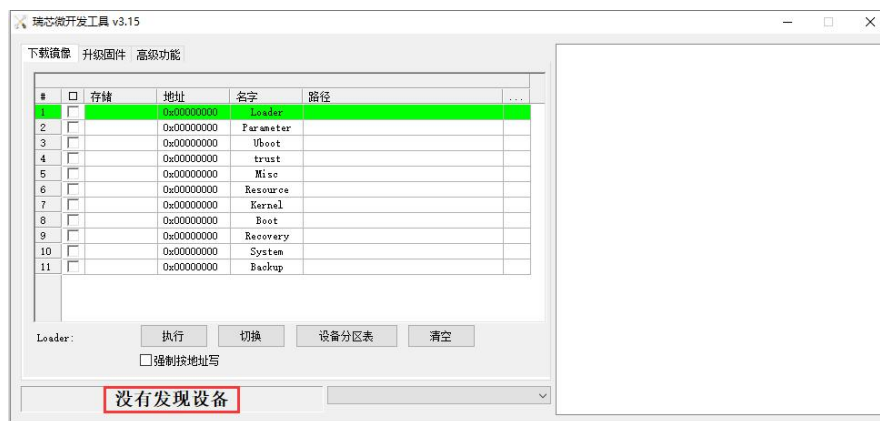 瑞芯微开发工具 v3.15
下载镜像 升级固件 高级功能
# 存储 地址 名字 路径 ...
1 0x00000000 Loader
2 0x00000000 Parameter
3 0x00000000 Uboot
4 0x00000000 trust
5 0x00000000 Misc
6 0x00000000 Resource
7 0x00000000 Kernel
8 0x00000000 Boot
9 0x00000000 Recovery
10 0x00000000 System
11 0x00000000 Backup
Loader: 执行 切换 设备分区表 清空
强制按地址写
没有发现设备